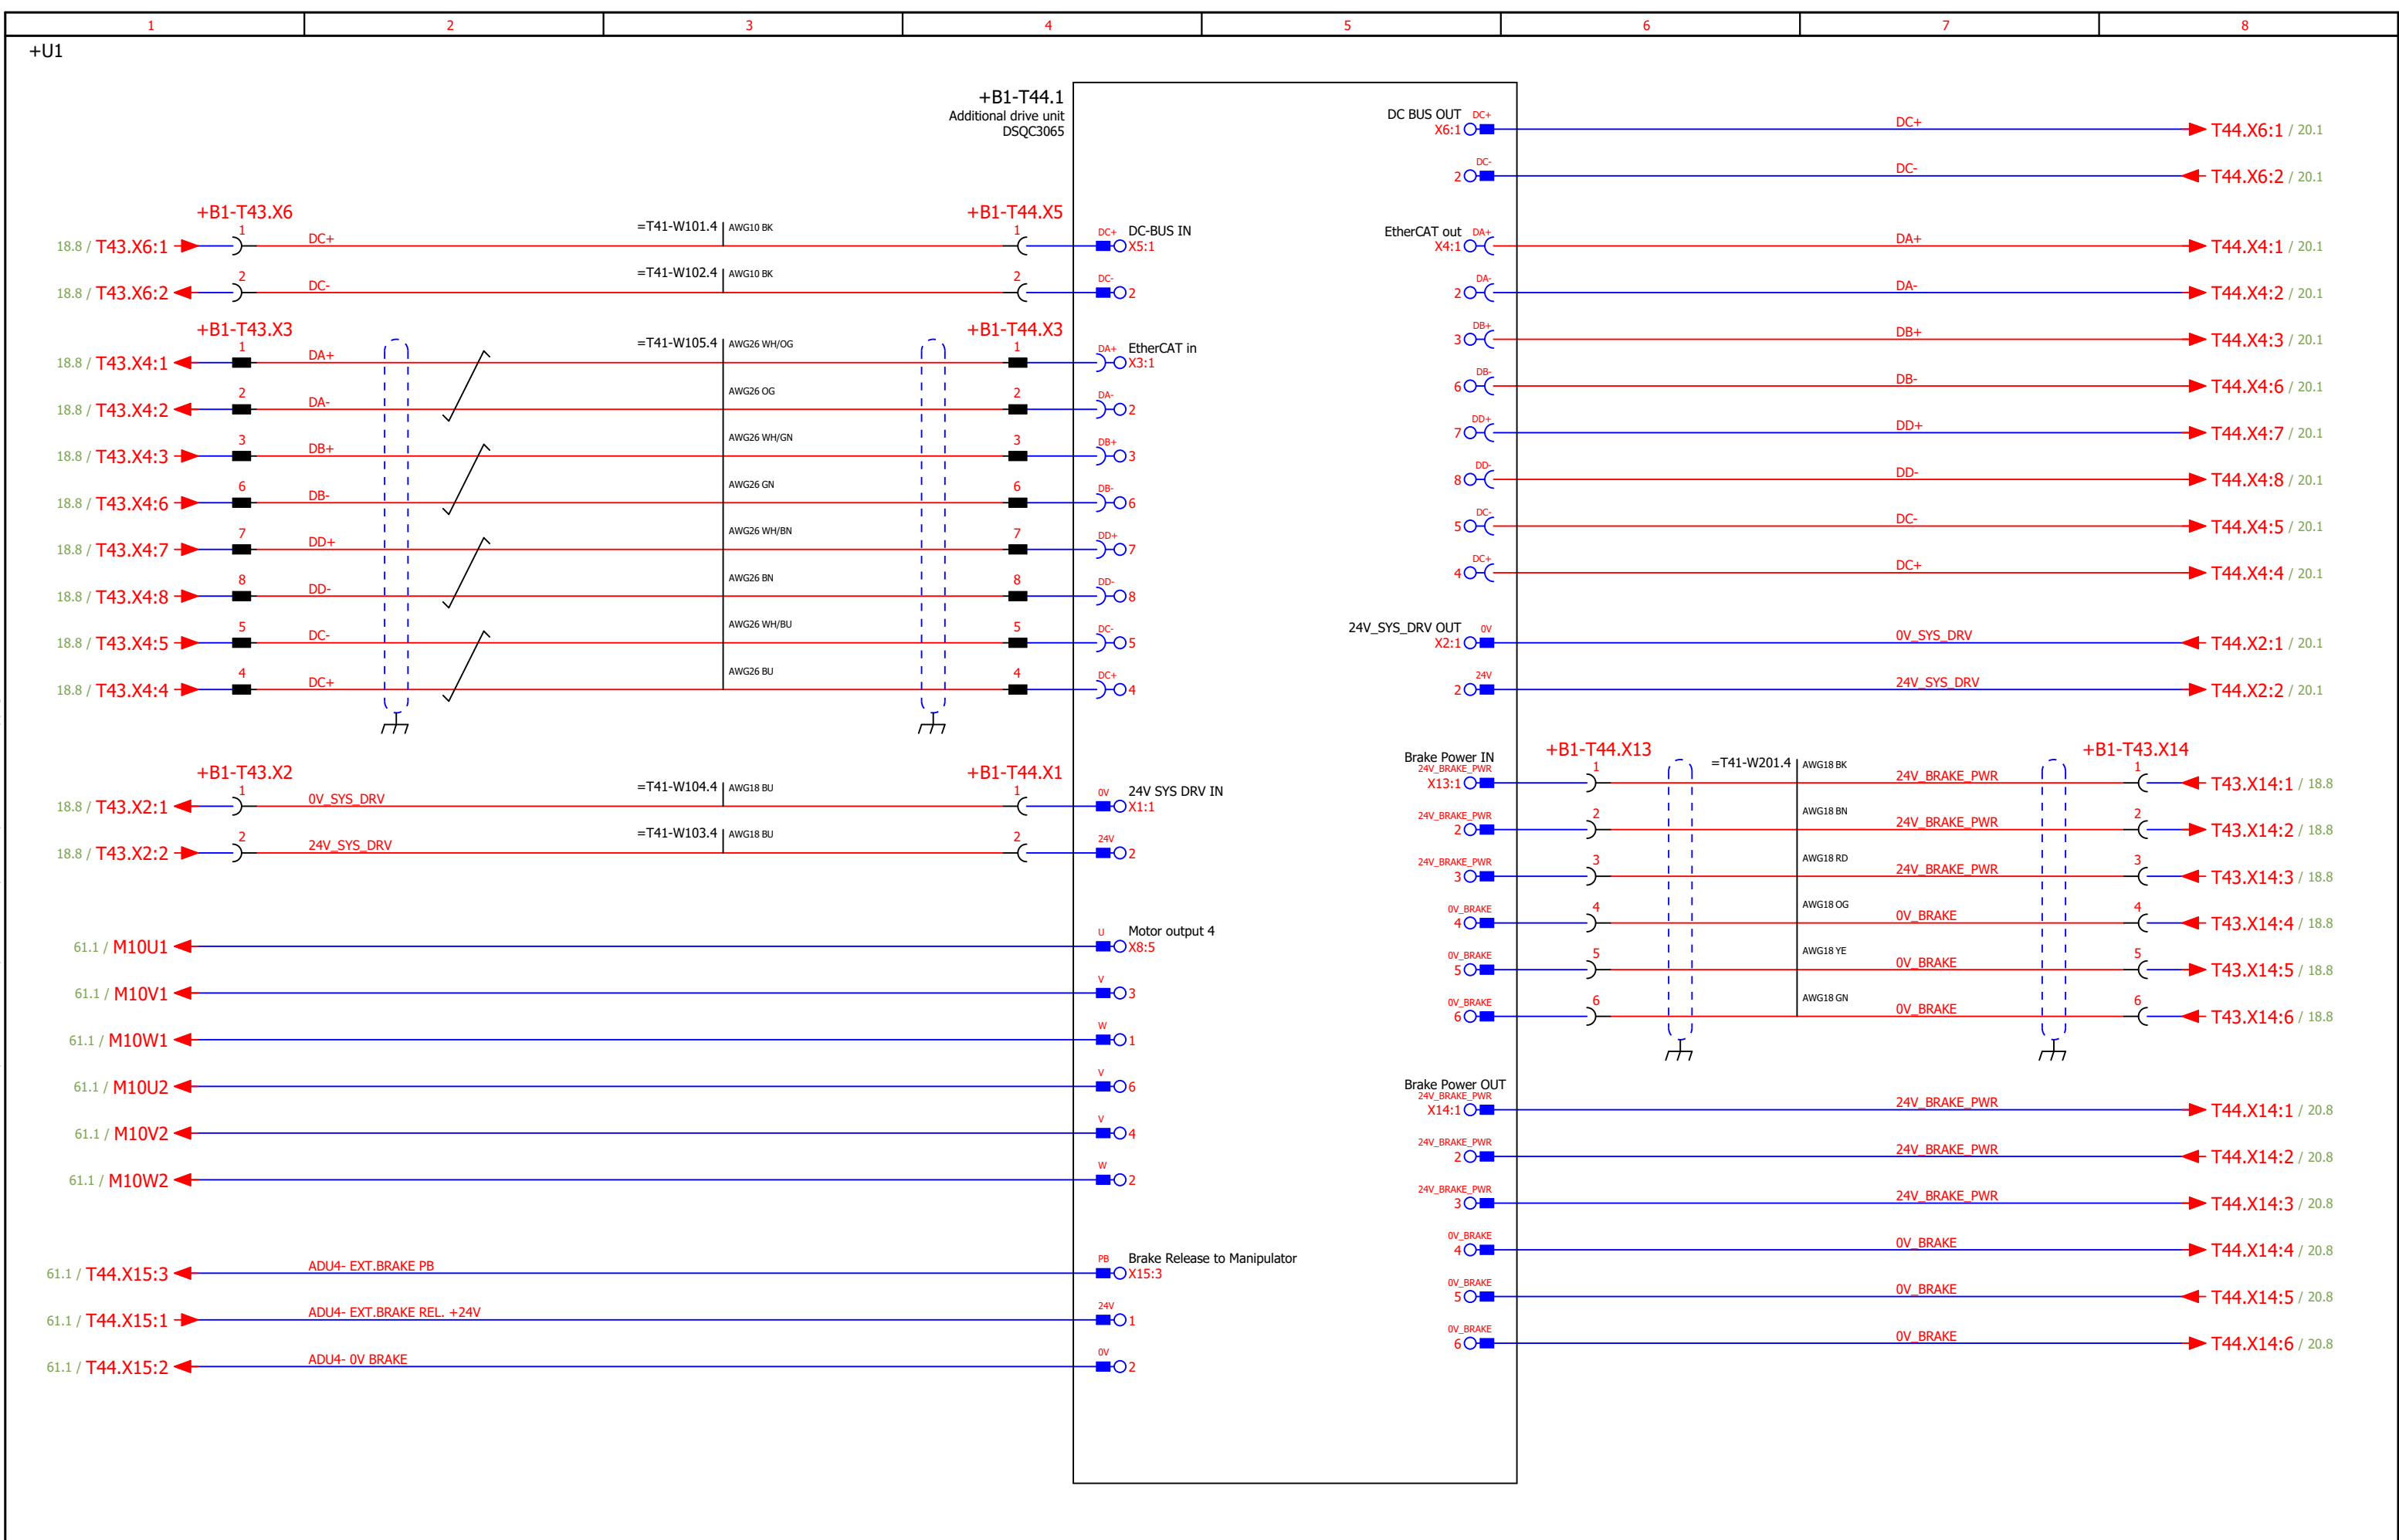 1 2 3 4 5 6 7 8
+U1
+B1-T44.1
Additional drive unit
DSQC3065
+B1-T43.X6 +B1-T44.X5
18.8 / T43.X6:1 1 DC+ =T41-W101.4 AWG10 BK 1 DC+ DC-BUS IN
X5:1
18.8 / T43.X6:2 2 DC- =T41-W102.4 AWG10 BK 2 DC- 2
+B1-T43.X3 +B1-T44.X3
18.8 / T43.X4:1 1 DA+ =T41-W105.4 AWG26 WH/OG 1 DA+ EtherCAT in
X3:1
18.8 / T43.X4:2 2 DA- AWG26 OG 2 DA- 2
18.8 / T43.X4:3 3 DB+ AWG26 WH/GN 3 DB+ 3
18.8 / T43.X4:6 6 DB- AWG26 GN 6 DB- 6
18.8 / T43.X4:7 7 DD+ AWG26 WH/BN 7 DD+ 7
18.8 / T43.X4:8 8 DD- AWG26 BN 8 DD- 8
18.8 / T43.X4:5 5 DC- AWG26 WH/BU 5 DC- 5
18.8 / T43.X4:4 4 DC+ AWG26 BU 4 DC+ 4
+B1-T43.X2 +B1-T44.X1
18.8 / T43.X2:1 1 0V_SYS_DRV =T41-W104.4 AWG18 BU 1 0V 24V SYS DRV IN
X1:1
18.8 / T43.X2:2 2 24V_SYS_DRV =T41-W103.4 AWG18 BU 2 24V 2
61.1 / M10U1 U Motor output 4
X8:5
61.1 / M10V1 V 3
61.1 / M10W1 W 1
61.1 / M10U2 V 6
61.1 / M10V2 V 4
61.1 / M10W2 W 2
61.1 / T44.X15:3 ADU4- EXT.BRAKE PB PB Brake Release to Manipulator
X15:3
61.1 / T44.X15:1 ADU4- EXT.BRAKE REL. +24V 24V 1
61.1 / T44.X15:2 ADU4- 0V BRAKE 0V 2
DC BUS OUT DC+
X6:1 DC+ T44.X6:1 / 20.1
DC- 2 DC- T44.X6:2 / 20.1
EtherCAT out DA+
X4:1 DA+ T44.X4:1 / 20.1
DA- 2 DA- T44.X4:2 / 20.1
DB+ 3 DB+ T44.X4:3 / 20.1
DB- 6 DB- T44.X4:6 / 20.1
DD+ 7 DD+ T44.X4:7 / 20.1
DD- 8 DD- T44.X4:8 / 20.1
DC- 5 DC- T44.X4:5 / 20.1
DC+ 4 DC+ T44.X4:4 / 20.1
24V_SYS_DRV OUT 0V
X2:1 0V_SYS_DRV T44.X2:1 / 20.1
24V 2 24V_SYS_DRV T44.X2:2 / 20.1
Brake Power IN +B1-T44.X13 +B1-T43.X14
24V_BRAKE_PWR
X13:1 1 =T41-W201.4 AWG18 BK 24V_BRAKE_PWR 1 T43.X14:1 / 18.8
24V_BRAKE_PWR
2 2 AWG18 BN 24V_BRAKE_PWR 2 T43.X14:2 / 18.8
24V_BRAKE_PWR
3 3 AWG18 RD 24V_BRAKE_PWR 3 T43.X14:3 / 18.8
0V_BRAKE
4 4 AWG18 OG 0V_BRAKE 4 T43.X14:4 / 18.8
0V_BRAKE
5 5 AWG18 YE 0V_BRAKE 5 T43.X14:5 / 18.8
0V_BRAKE
6 6 AWG18 GN 0V_BRAKE 6 T43.X14:6 / 18.8
Brake Power OUT
24V_BRAKE_PWR
X14:1 24V_BRAKE_PWR T44.X14:1 / 20.8
24V_BRAKE_PWR
2 24V_BRAKE_PWR T44.X14:2 / 20.8
24V_BRAKE_PWR
3 24V_BRAKE_PWR T44.X14:3 / 20.8
0V_BRAKE
4 0V_BRAKE T44.X14:4 / 20.8
0V_BRAKE
5 0V_BRAKE T44.X14:5 / 20.8
0V_BRAKE
6 0V_BRAKE T44.X14:6 / 20.8